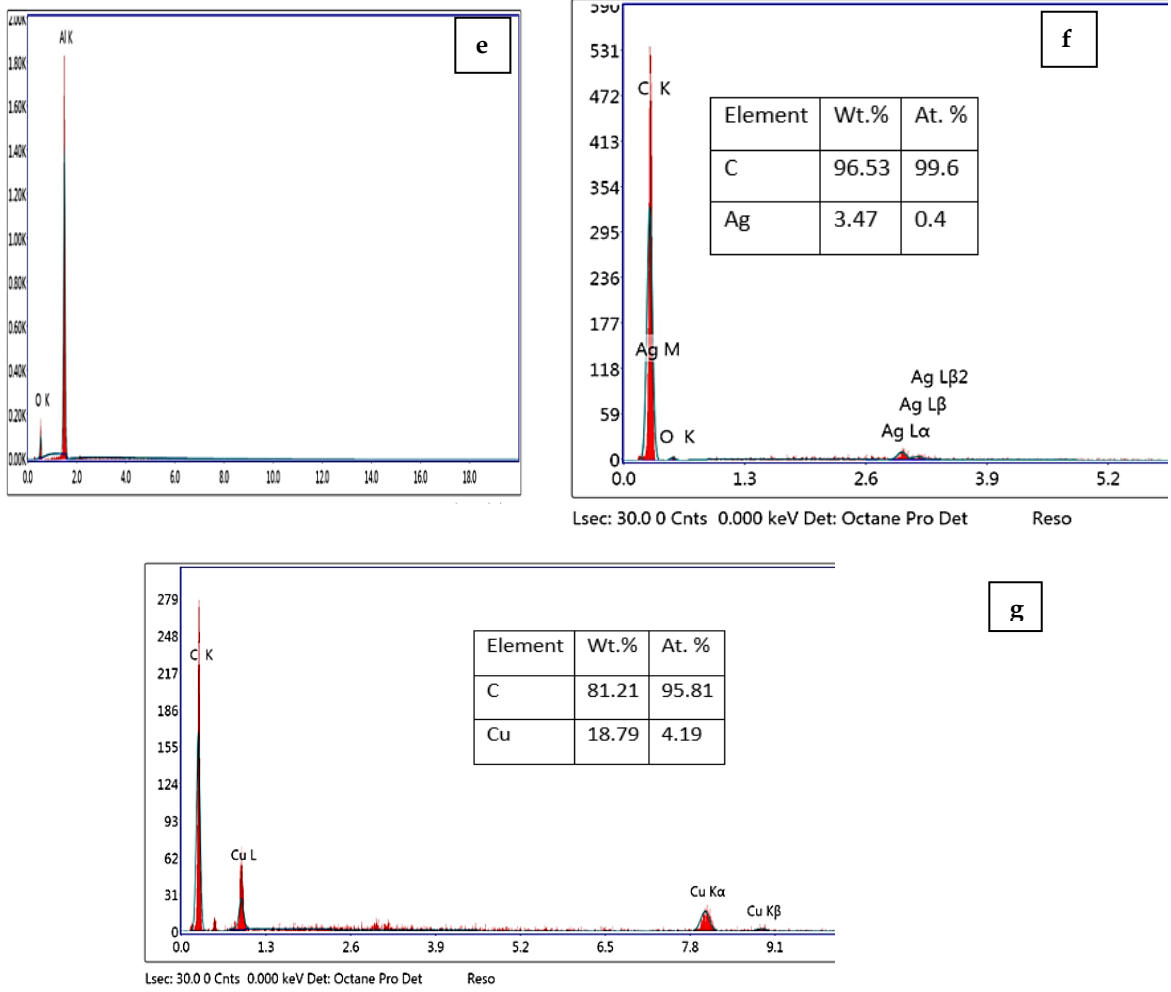 e
2.00K
Al K
1.80K
1.60K
1.40K
1.20K
1.00K
0.80K
0.60K
0.40K
O K
0.20K
0.00K
0.0 2.0 4.0 6.0 8.0 10.0 12.0 14.0 16.0 18.0
f
590
531
C K
472
413
354
295
236
177
118
59
0
Element Wt.% At. %
C 96.53 99.6
Ag 3.47 0.4
Ag M
O K
Ag Lβ2
Ag Lβ
Ag Lα
0.0 1.3 2.6 3.9 5.2
Lsec: 30.0 0 Cnts 0.000 keV Det: Octane Pro Det Reso
g
279
248
C K
217
186
155
124
93
62
31
0
Element Wt.% At. %
C 81.21 95.81
Cu 18.79 4.19
Cu L
Cu Kα
Cu Kβ
0.0 1.3 2.6 3.9 5.2 6.5 7.8 9.1
Lsec: 30.0 0 Cnts 0.000 keV Det: Octane Pro Det Reso